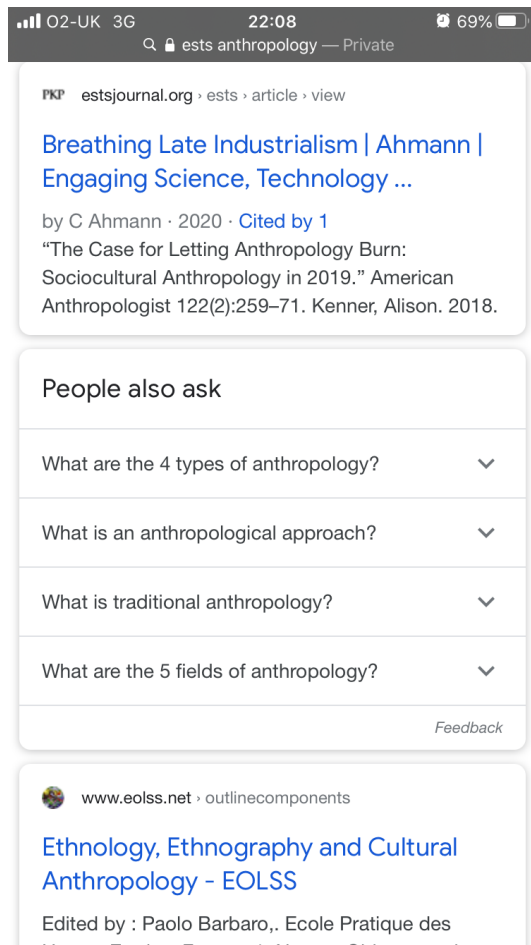 O2-UK 3G 22:08 69%
ests anthropology — Private
PKP estsjournal.org › ests › article › view
Breathing Late Industrialism | Ahmann |
Engaging Science, Technology ...
by C Ahmann · 2020 · Cited by 1
“The Case for Letting Anthropology Burn:
Sociocultural Anthropology in 2019.” American
Anthropologist 122(2):259–71. Kenner, Alison. 2018.
People also ask
What are the 4 types of anthropology?
What is an anthropological approach?
What is traditional anthropology?
What are the 5 fields of anthropology?
Feedback
www.eolss.net › outlinecomponents
Ethnology, Ethnography and Cultural
Anthropology - EOLSS
Edited by : Paolo Barbaro,. Ecole Pratique des